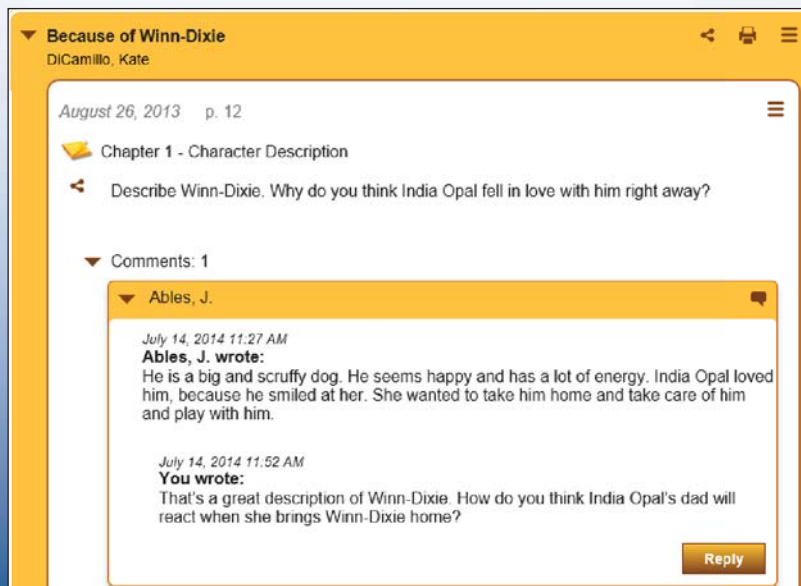 Because of Winn-Dixie
DiCamillo, Kate
August 26, 2013 p. 12
Chapter 1 - Character Description
Describe Winn-Dixie. Why do you think India Opal fell in love with him right away?
Comments: 1
Ables, J.
July 14, 2014 11:27 AM
Ables, J. wrote:
He is a big and scruffy dog. He seems happy and has a lot of energy. India Opal loved
him, because he smiled at her. She wanted to take him home and take care of him
and play with him.
July 14, 2014 11:52 AM
You wrote:
That's a great description of Winn-Dixie. How do you think India Opal's dad will
react when she brings Winn-Dixie home?
Reply